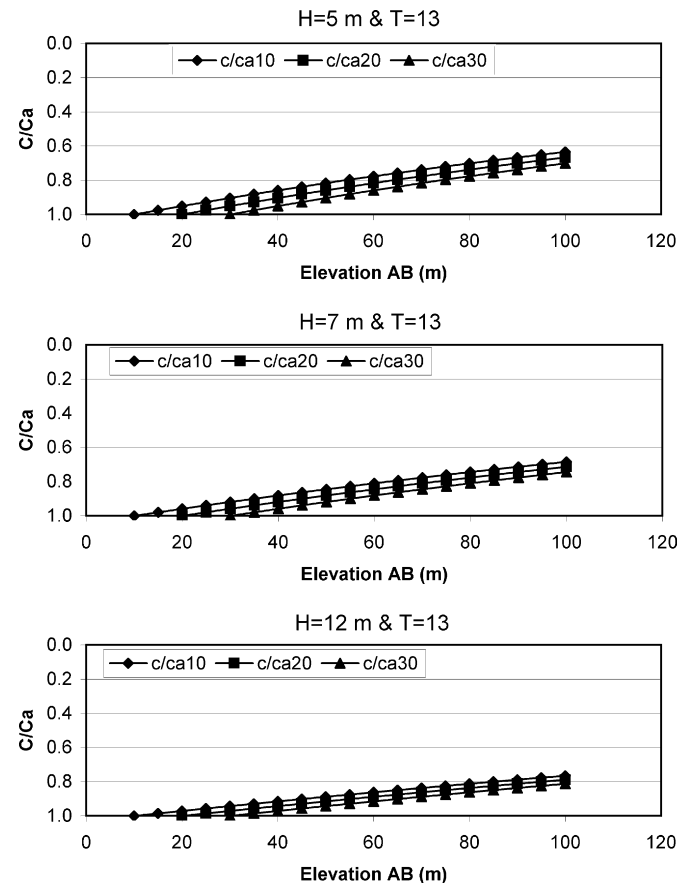 H=5 m & T=13
0.0
c/ca10 c/ca20 c/ca30
0.2
0.4
C/Ca
0.6
0.8
1.0
0 20 40 60 80 100 120
Elevation AB (m)
H=7 m & T=13
0.0
c/ca10 c/ca20 c/ca30
0.2
0.4
C/Ca
0.6
0.8
1.0
0 20 40 60 80 100 120
Elevation AB (m)
H=12 m & T=13
0.0
c/ca10 c/ca20 c/ca30
0.2
0.4
C/Ca
0.6
0.8
1.0
0 20 40 60 80 100 120
Elevation AB (m)